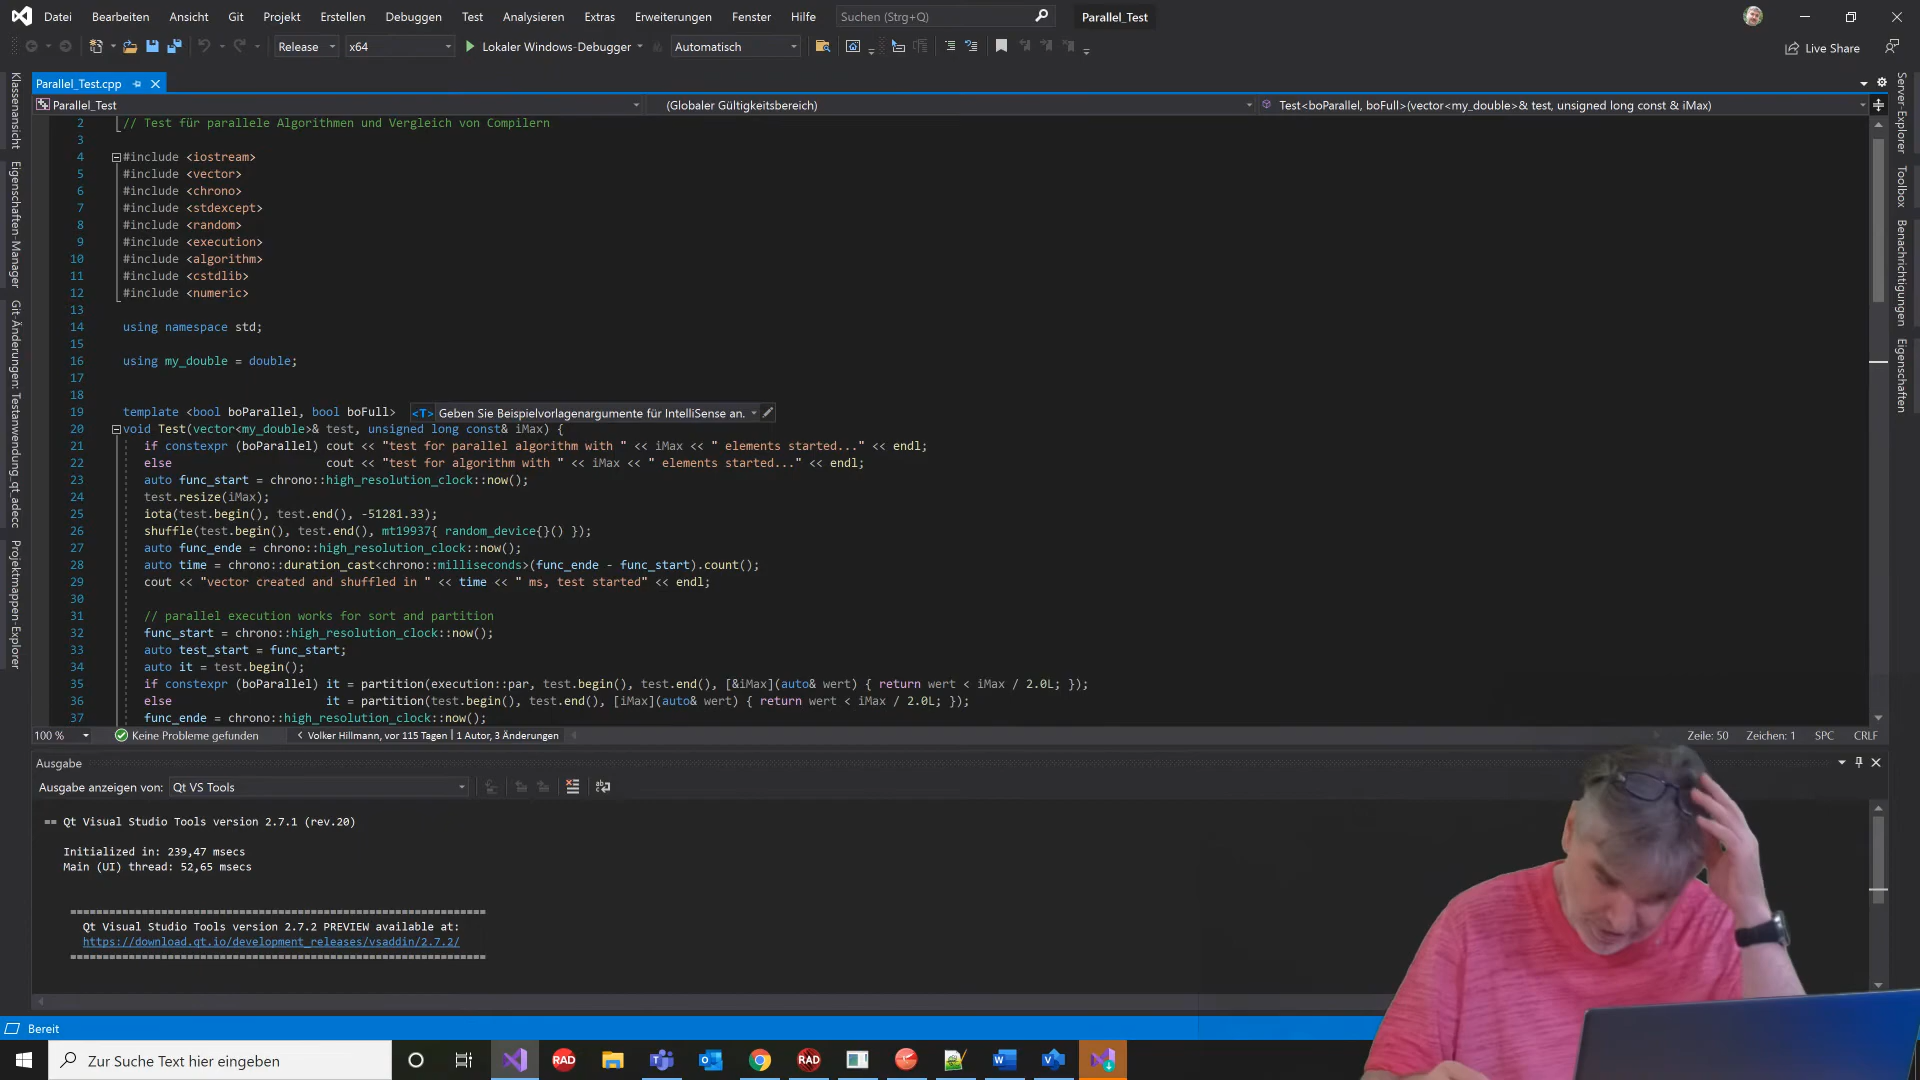 Datei Bearbeiten Ansicht Git Projekt Erstellen Debuggen Test Analysieren Extras Erweiterungen Fenster Hilfe Suchen (Strg+Q) Parallel_Test
Release x64 Lokaler Windows-Debugger Automatisch Live Share
Parallel_Test.cpp
Parallel_Test (Globaler Gültigkeitsbereich) Test<boParallel, boFull>(vector<my_double>& test, unsigned long const & iMax)
2 // Test für parallele Algorithmen und Vergleich von Compilern
3
4 #include <iostream>
5 #include <vector>
6 #include <chrono>
7 #include <stdexcept>
8 #include <random>
9 #include <execution>
10 #include <algorithm>
11 #include <cstdlib>
12 #include <numeric>
13
14 using namespace std;
15
16 using my_double = double;
17
18
19 template <bool boParallel, bool boFull> <T> Geben Sie Beispielvorlagenargumente für IntelliSense an.
20 void Test(vector<my_double>& test, unsigned long const& iMax) {
21 if constexpr (boParallel) cout << "test for parallel algorithm with " << iMax << " elements started..." << endl;
22 else cout << "test for algorithm with " << iMax << " elements started..." << endl;
23 auto func_start = chrono::high_resolution_clock::now();
24 test.resize(iMax);
25 iota(test.begin(), test.end(), -51281.33);
26 shuffle(test.begin(), test.end(), mt19937{ random_device{}() });
27 auto func_ende = chrono::high_resolution_clock::now();
28 auto time = chrono::duration_cast<chrono::milliseconds>(func_ende - func_start).count();
29 cout << "vector created and shuffled in " << time << " ms, test started" << endl;
30
31 // parallel execution works for sort and partition
32 func_start = chrono::high_resolution_clock::now();
33 auto test_start = func_start;
34 auto it = test.begin();
35 if constexpr (boParallel) it = partition(execution::par, test.begin(), test.end(), [&iMax](auto& wert) { return wert < iMax / 2.0L; });
36 else it = partition(test.begin(), test.end(), [iMax](auto& wert) { return wert < iMax / 2.0L; });
37 func_ende = chrono::high_resolution_clock::now();
100 % Keine Probleme gefunden Volker Hillmann, vor 115 Tagen | 1 Autor, 3 Änderungen Zeile: 50 Zeichen: 1 SPC CRLF
Ausgabe
Ausgabe anzeigen von: Qt VS Tools
== Qt Visual Studio Tools version 2.7.1 (rev.20)
Initialized in: 239,47 msecs
Main (UI) thread: 52,65 msecs
===========================================================
Qt Visual Studio Tools version 2.7.2 PREVIEW available at:
https://download.qt.io/development_releases/vsaddin/2.7.2/
===========================================================
Bereit
Zur Suche Text hier eingeben
RAD
RAD
Klassenansicht
Eigenschaften-Manager
Git-Änderungen: Testanwendung_qt_adecc
Projektmappen-Explorer
Server-Explorer
Toolbox
Benachrichtigungen
Eigenschaften